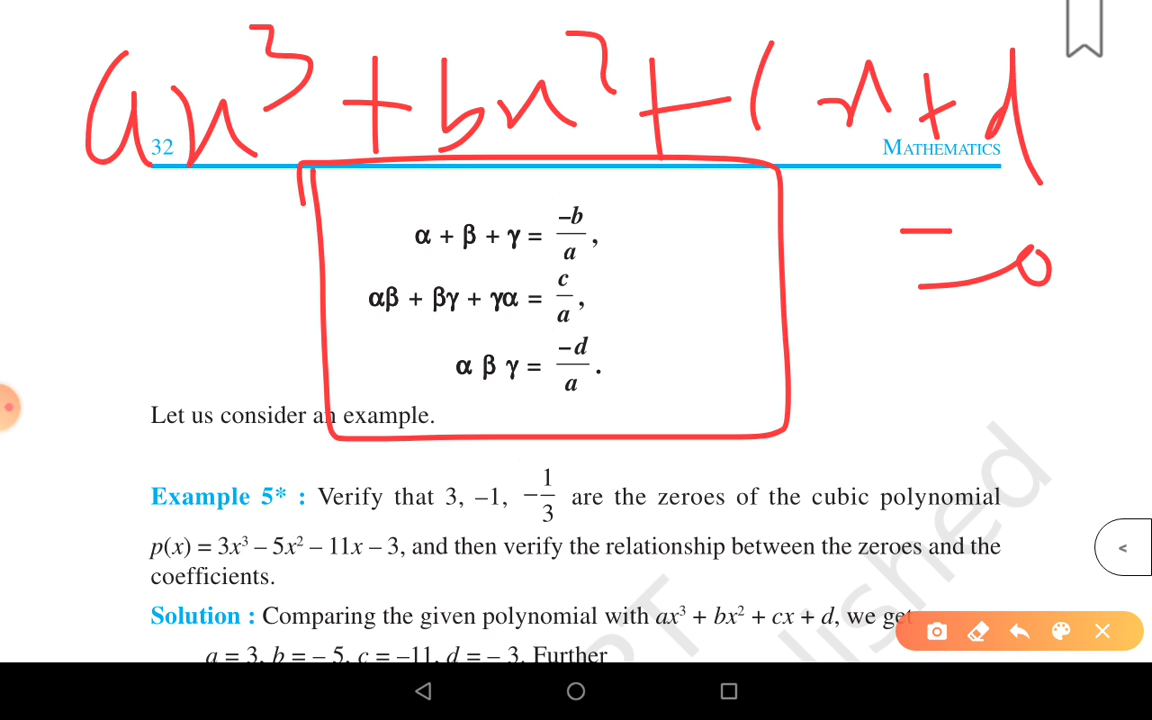 ax³ + bx² + cx + d
32 MATHEMATICS
= 0
α + β + γ = –b/a ,
αβ + βγ + γα = c/a ,
α β γ = –d/a .
Let us consider an example.
Example 5* : Verify that 3, –1, –1/3 are the zeroes of the cubic polynomial
p(x) = 3x³ – 5x² – 11x – 3, and then verify the relationship between the zeroes and the
coefficients.
Solution : Comparing the given polynomial with ax³ + bx² + cx + d, we get
a = 3, b = – 5, c = –11, d = – 3. Further